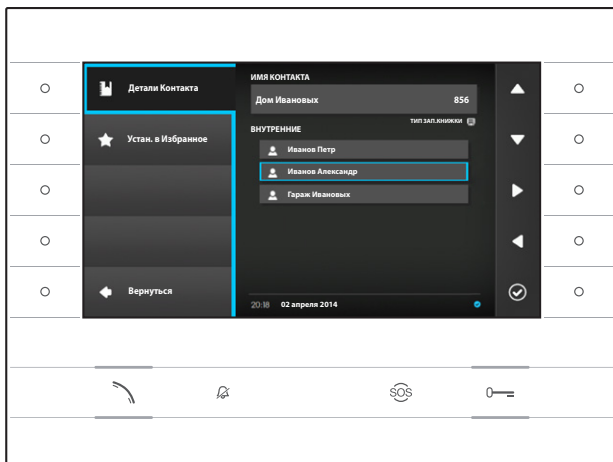 Детали Контакта
Устан. в Избранное
Вернуться
ИМЯ КОНТАКТА
Дом Ивановых 856
ТИП ЗАП.КНИЖКИ
ВНУТРЕННИЕ
Иванов Петр
Иванов Александр
Гараж Ивановых
20:18 02 апреля 2014
SOS